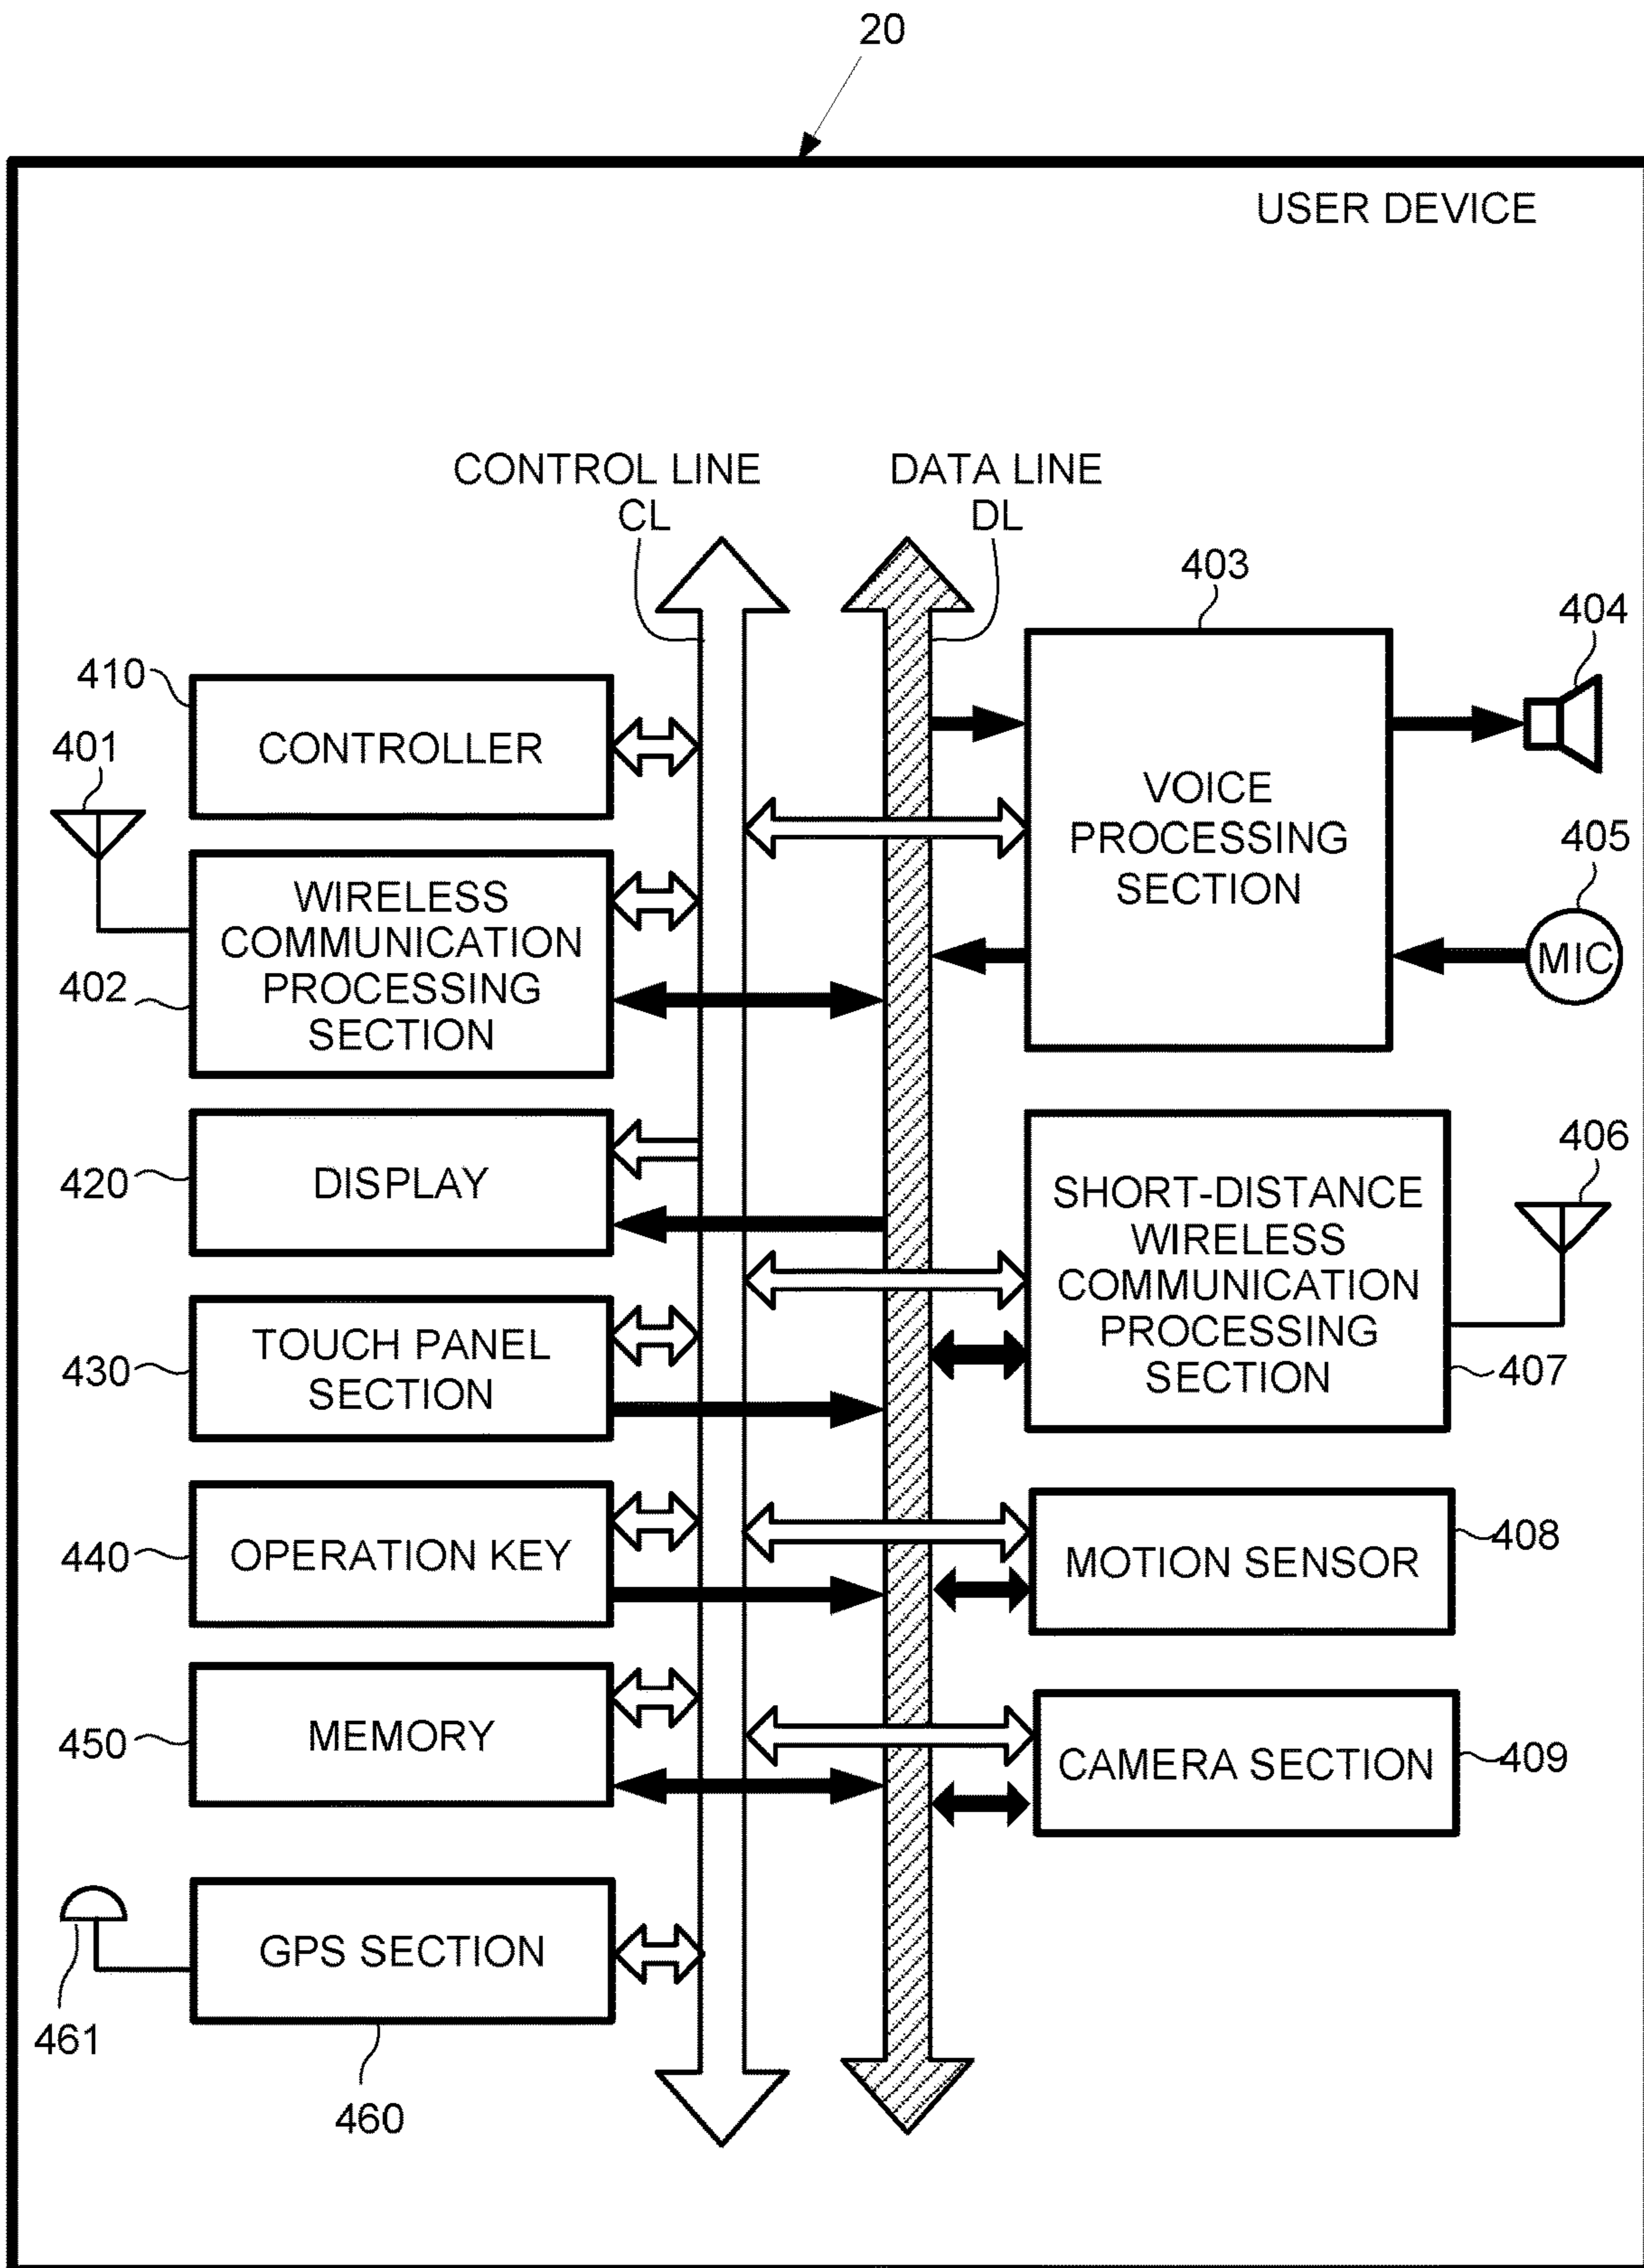 20
USER DEVICE
CONTROL LINE
CL
DATA LINE
DL
410
CONTROLLER
401
WIRELESS
COMMUNICATION
PROCESSING
SECTION
402
420
DISPLAY
430
TOUCH PANEL
SECTION
440
OPERATION KEY
450
MEMORY
GPS SECTION
461
460
403
VOICE
PROCESSING
SECTION
404
405
MIC
406
SHORT-DISTANCE
WIRELESS
COMMUNICATION
PROCESSING
SECTION
407
MOTION SENSOR
408
CAMERA SECTION
409